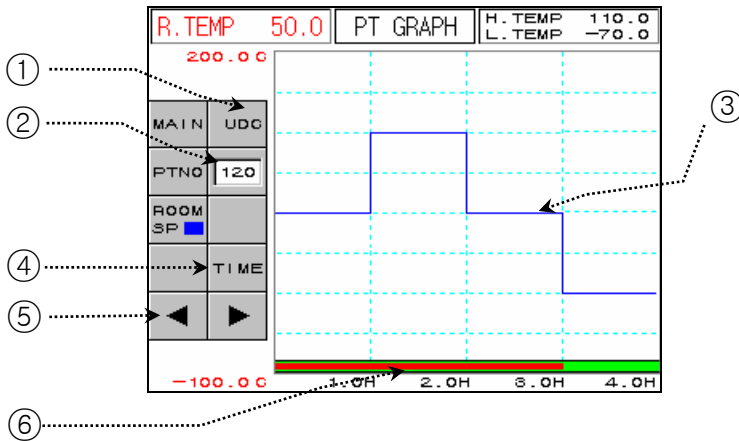 R.TEMP 50.0 PT GRAPH H.TEMP 110.0
L.TEMP -70.0
200.0 C
①
MAIN UDC
②
PTNO 120
③
ROOM
SP
④
TIME
⑤ ◀ ▶
-100.0 C 1.0H 2.0H 3.0H 4.0H
⑥